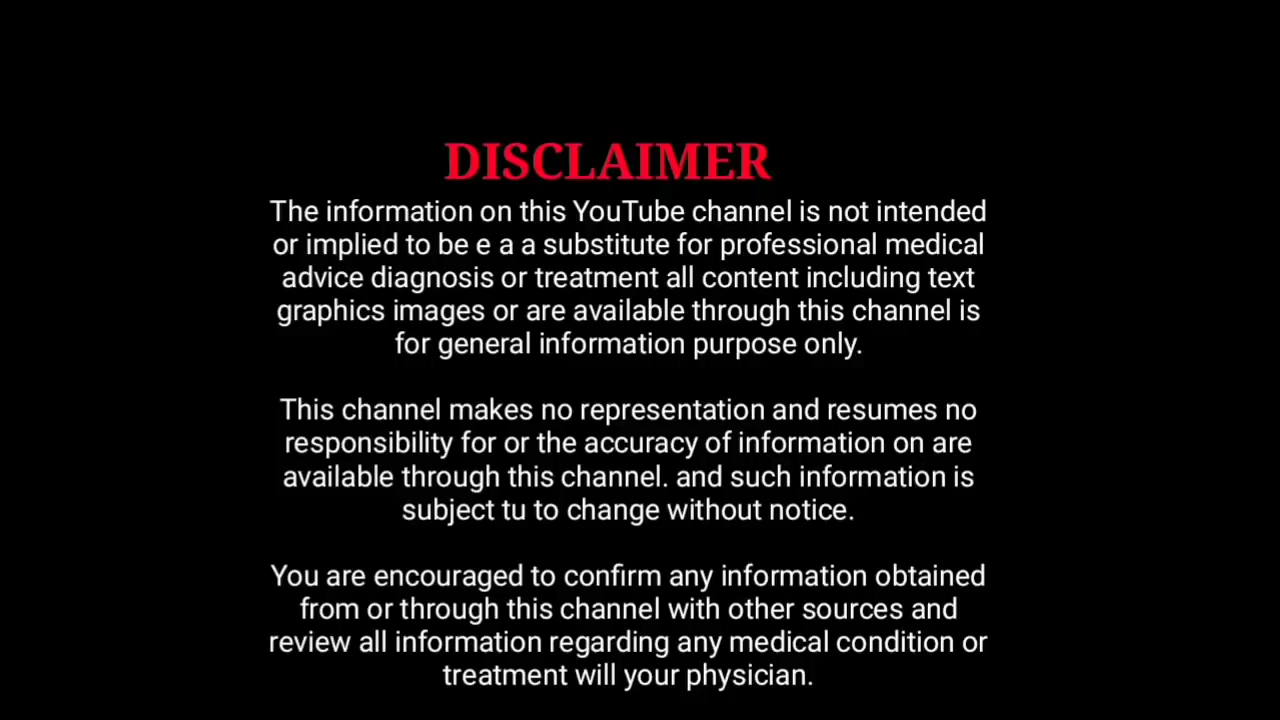 DISCLAIMER
The information on this YouTube channel is not intended
or implied to be e a a substitute for professional medical
advice diagnosis or treatment all content including text
graphics images or are available through this channel is
for general information purpose only.
This channel makes no representation and resumes no
responsibility for or the accuracy of information on are
available through this channel. and such information is
subject tu to change without notice.
You are encouraged to confirm any information obtained
from or through this channel with other sources and
review all information regarding any medical condition or
treatment will your physician.